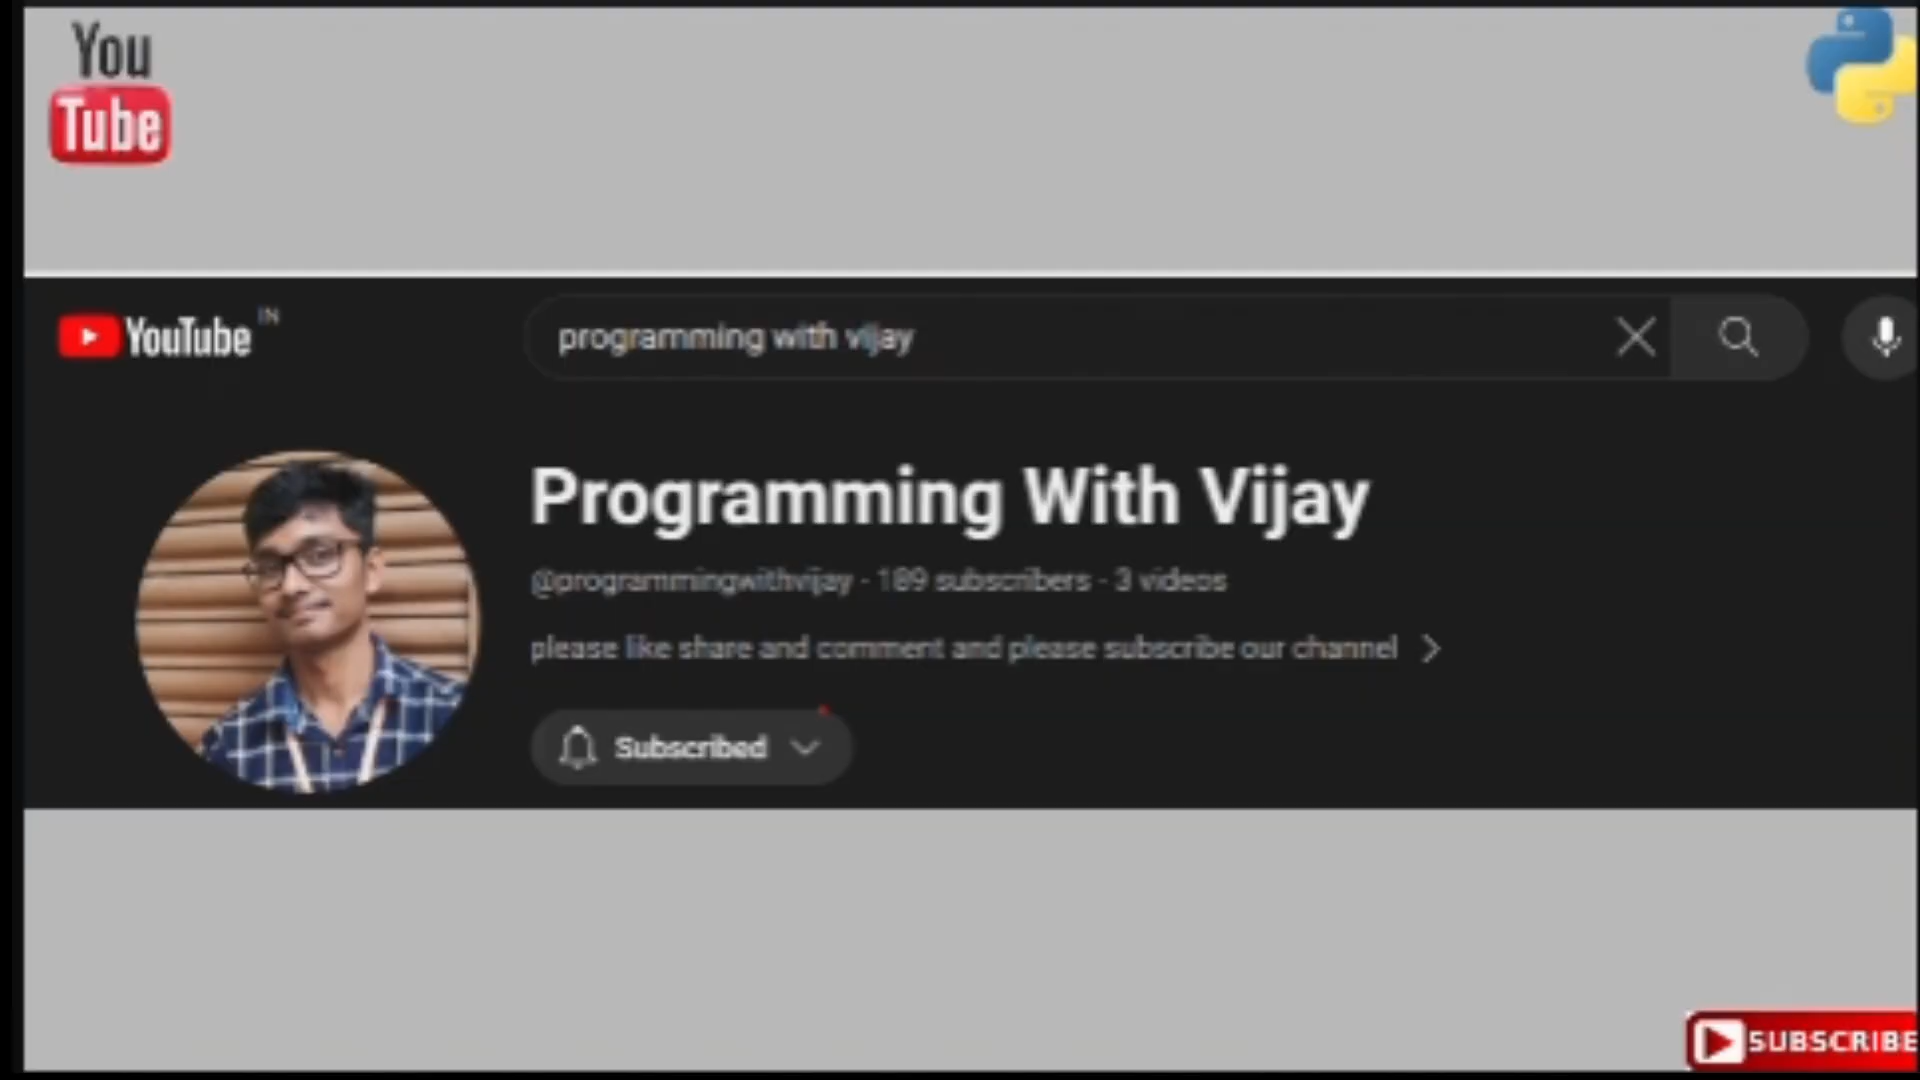 You
Tube
YouTube IN
programming with vijay
Programming With Vijay
@programmingwithvijay - 189 subscribers - 3 videos
please like share and comment and please subscribe our channel
Subscribed
SUBSCRIBE